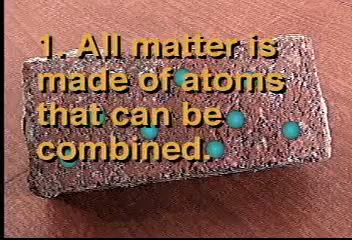 1. All matter is
made of atoms
that can be
combined.